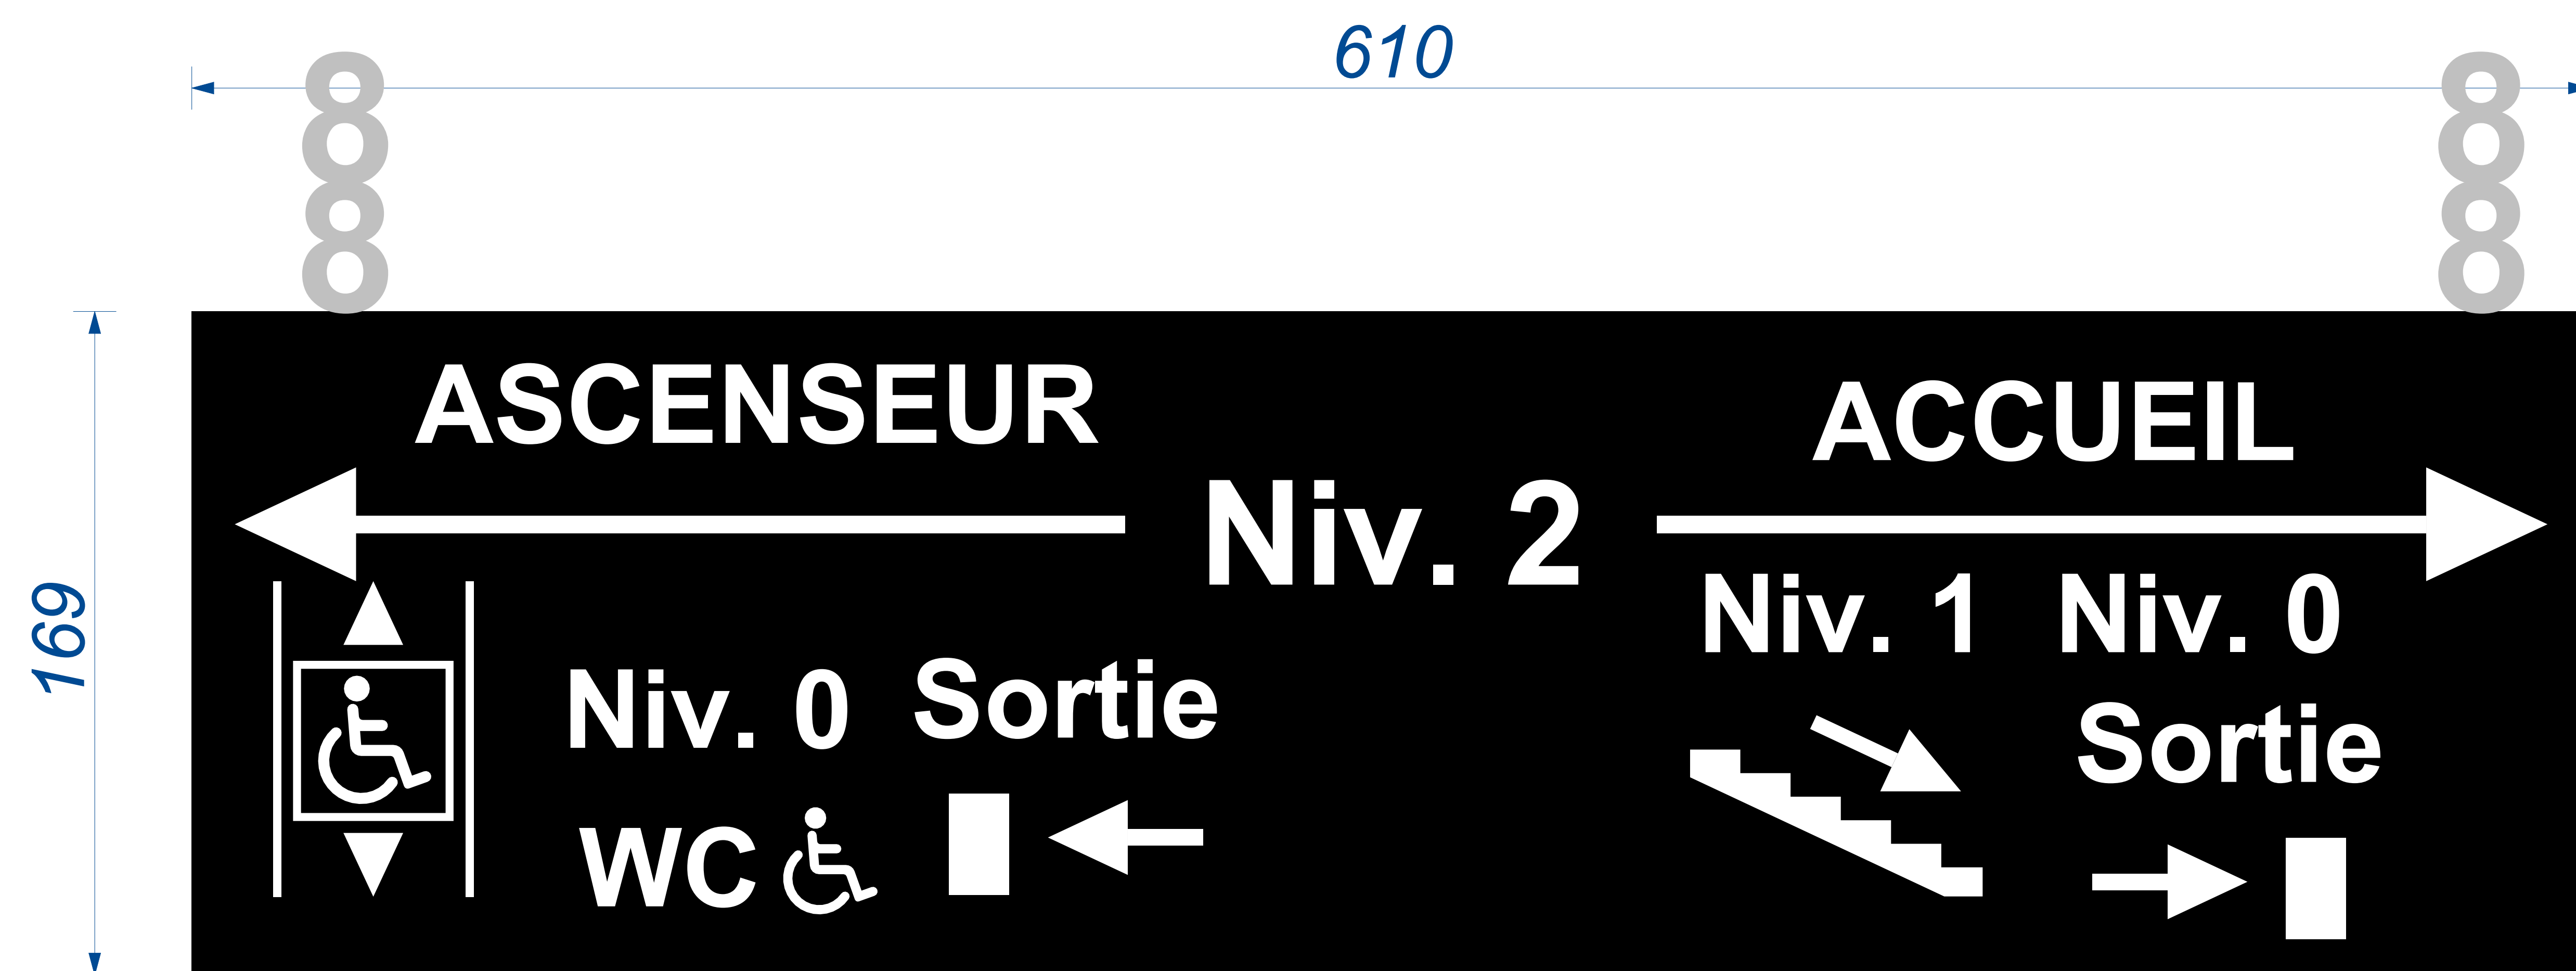 610
169
ASCENSEUR
ACCUEIL
Niv. 2
Niv. 1 Niv. 0
Niv. 0 Sortie
Sortie
WC